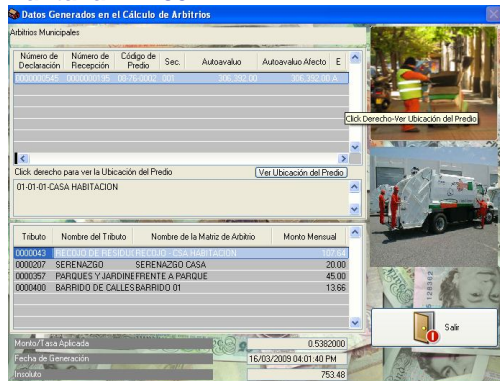 Datos Generados en el Cálculo de Arbitrios
Arbitrios Municipales
Número de Declaración Número de Recepción Código de Predio Sec. Autoavaluo Autoavaluo Afecto E
0000000545 0000000195 08-76-0002 001 306,392.00 306,392.00 A
Click Derecho-Ver Ubicación del Predio
Click derecho para ver la Ubicación del Predio Ver Ubicación del Predio
01-01-01-CASA HABITACION
Tributo Nombre del Tributo Nombre de la Matriz de Arbitrio Monto Mensual
0000043 RECOJO DE RESIDUO RECOJO - CSA HABITACION 107.54
0000207 SERENAZGO SERENAZGO CASA 20.00
0000357 PARQUES Y JARDINE FRENTE A PARQUE 45.00
0000400 BARRIDO DE CALLES BARRIDO 01 13.66
Salir
Monto/Tasa Aplicada 0.5382000
Fecha de Generación 16/03/2009 04:01:40 PM
Insoluto 753.48